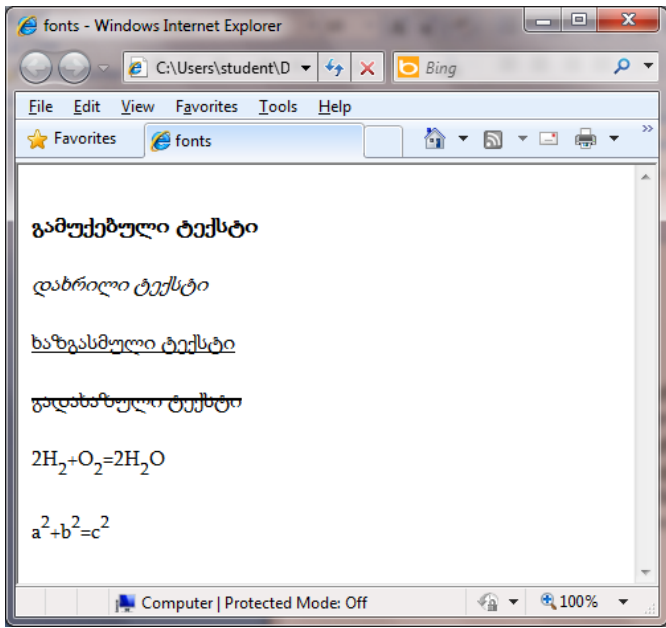 fonts - Windows Internet Explorer
C:\Users\student\D
Bing
File Edit View Favorites Tools Help
Favorites fonts »
გამუქებული ტექსტი
დახრილი ტექსტი
ხაზგასმული ტექსტი
გადახაზული ტექსტი
2H₂+O₂=2H₂O
a²+b²=c²
Computer | Protected Mode: Off 100%